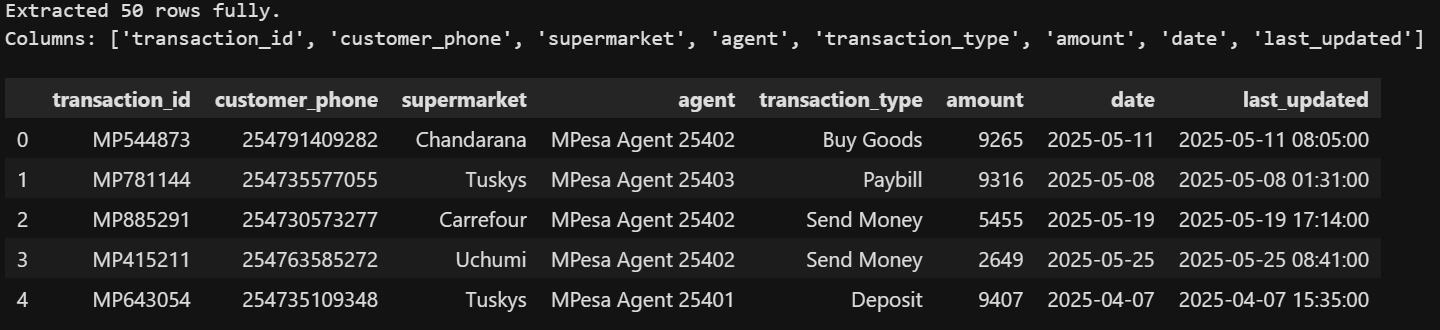 Extracted 50 rows fully.
Columns: ['transaction_id', 'customer_phone', 'supermarket', 'agent', 'transaction_type', 'amount', 'date', 'last_updated']
transaction_id customer_phone supermarket agent transaction_type amount date last_updated
0 MP544873 254791409282 Chandarana MPesa Agent 25402 Buy Goods 9265 2025-05-11 2025-05-11 08:05:00
1 MP781144 254735577055 Tuskys MPesa Agent 25403 Paybill 9316 2025-05-08 2025-05-08 01:31:00
2 MP885291 254730573277 Carrefour MPesa Agent 25402 Send Money 5455 2025-05-19 2025-05-19 17:14:00
3 MP415211 254763585272 Uchumi MPesa Agent 25402 Send Money 2649 2025-05-25 2025-05-25 08:41:00
4 MP643054 254735109348 Tuskys MPesa Agent 25401 Deposit 9407 2025-04-07 2025-04-07 15:35:00